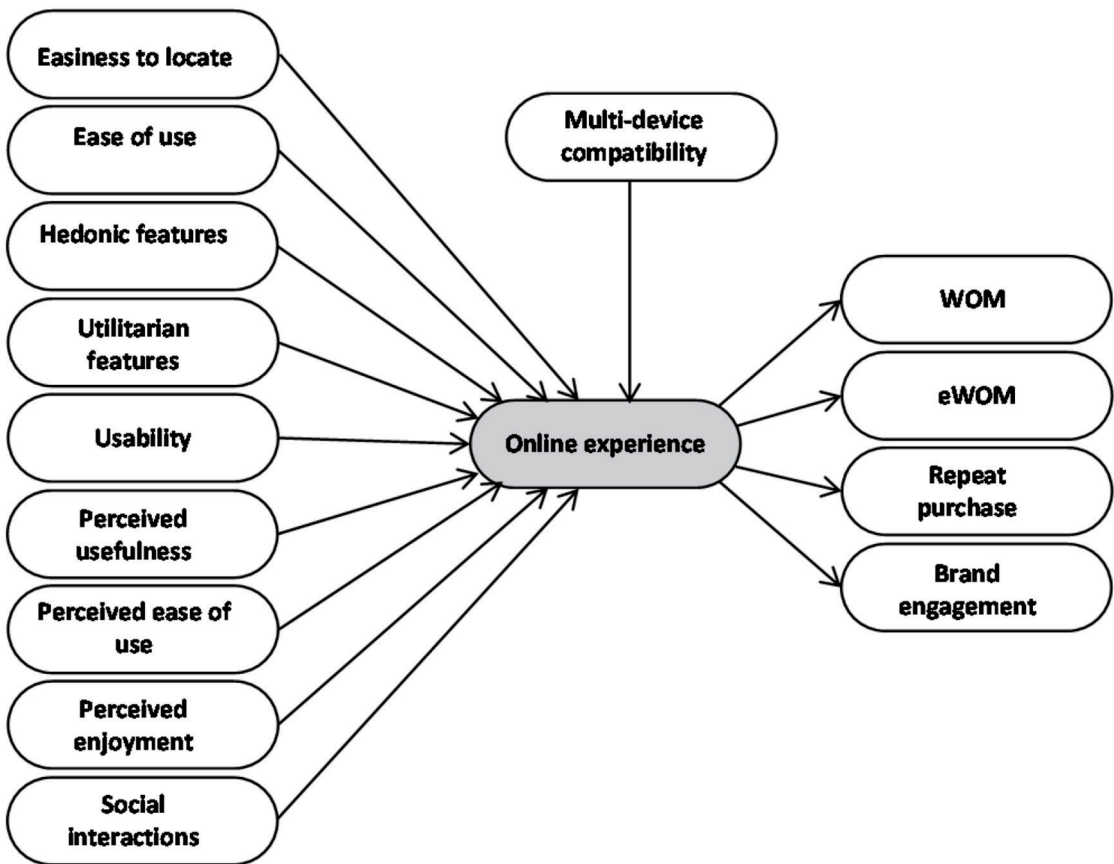 Easiness to locate
Ease of use
Hedonic features
Utilitarian
features
Usability
Perceived
usefulness
Perceived ease of
use
Perceived
enjoyment
Social
interactions
Multi-device
compatibility
Online experience
WOM
eWOM
Repeat
purchase
Brand
engagement